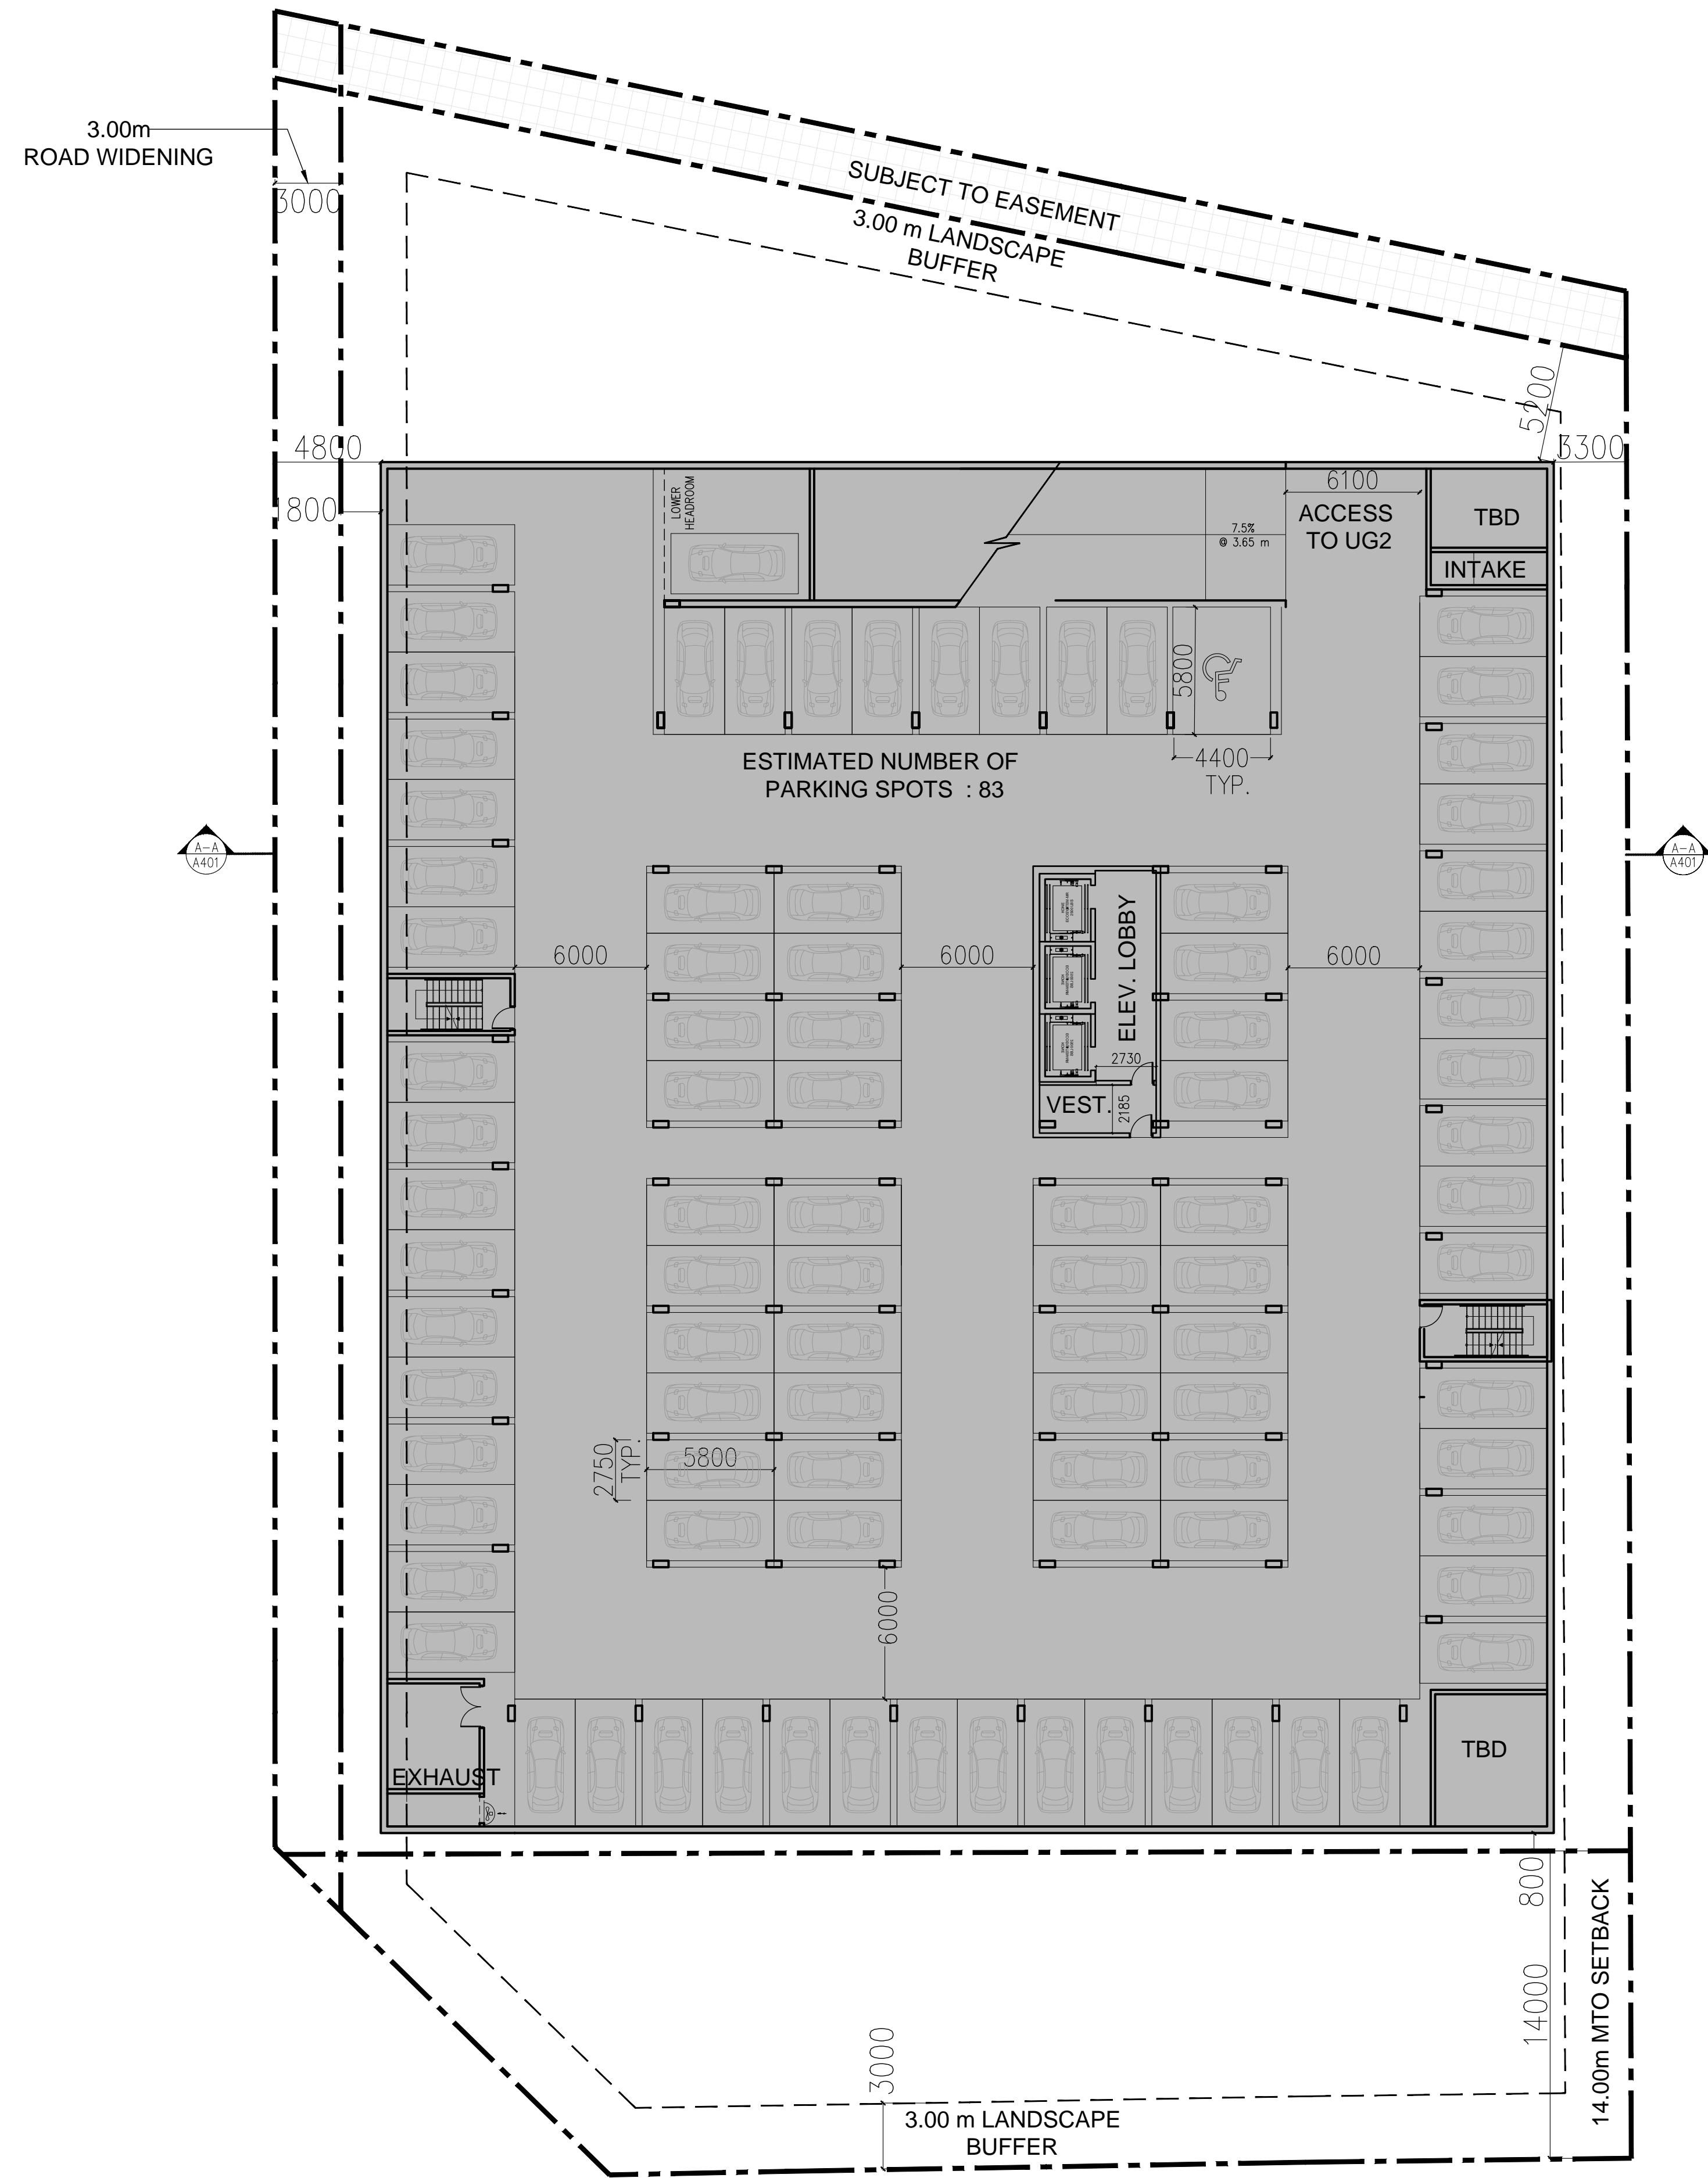 3.00m
ROAD WIDENING
3000
SUBJECT TO EASEMENT
3.00 m LANDSCAPE
BUFFER
5200
4800
3300
1800
LOWER
HEADROOM
7.5%
@ 3.65 m
6100
ACCESS
TO UG2
TBD
INTAKE
5800
4400
TYP.
ESTIMATED NUMBER OF
PARKING SPOTS : 83
A-A
A401
A-A
A401
6000
6000
6000
ELEV. LOBBY
2730
VEST.
2185
2750
TYP.
5800
6000
EXHAUST
TBD
800
14000
14.00m MTO SETBACK
3000
3.00 m LANDSCAPE
BUFFER